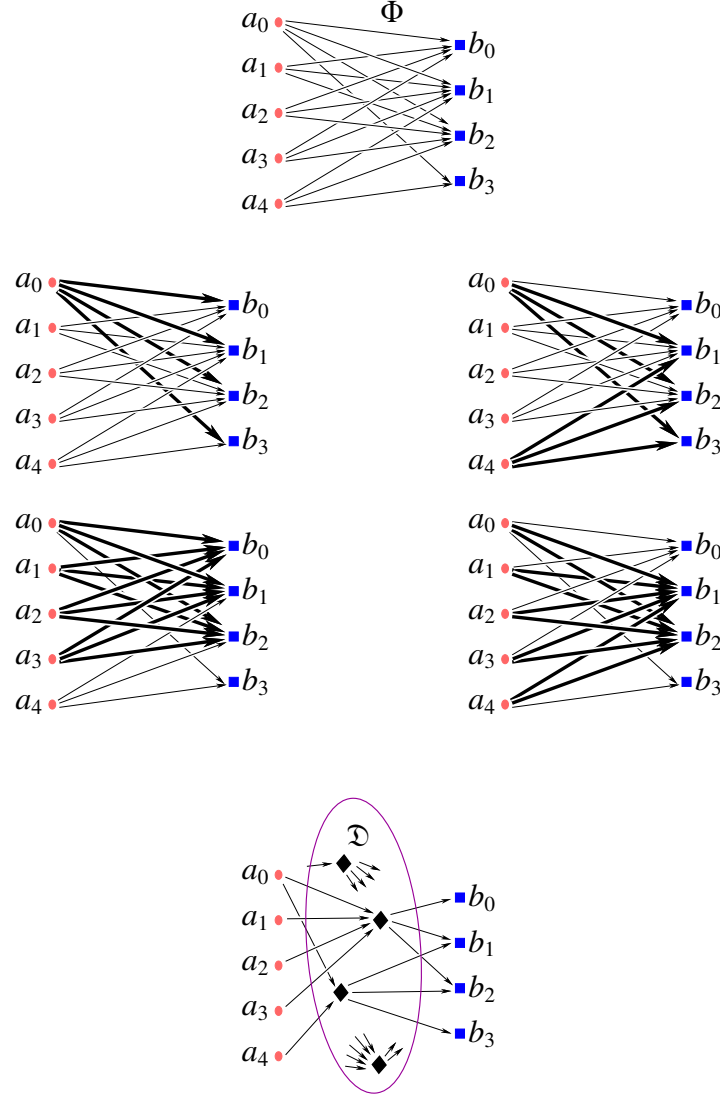 Φ
a₀
b₀
a₁
b₁
a₂
b₂
a₃
b₃
a₄
a₀
b₀
a₁
b₁
a₂
b₂
a₃
b₃
a₄
a₀
b₀
a₁
b₁
a₂
b₂
a₃
b₃
a₄
a₀
b₀
a₁
b₁
a₂
b₂
a₃
b₃
a₄
a₀
b₀
a₁
b₁
a₂
b₂
a₃
b₃
a₄
𝔇
a₀
b₀
a₁
b₁
a₂
b₂
a₃
b₃
a₄